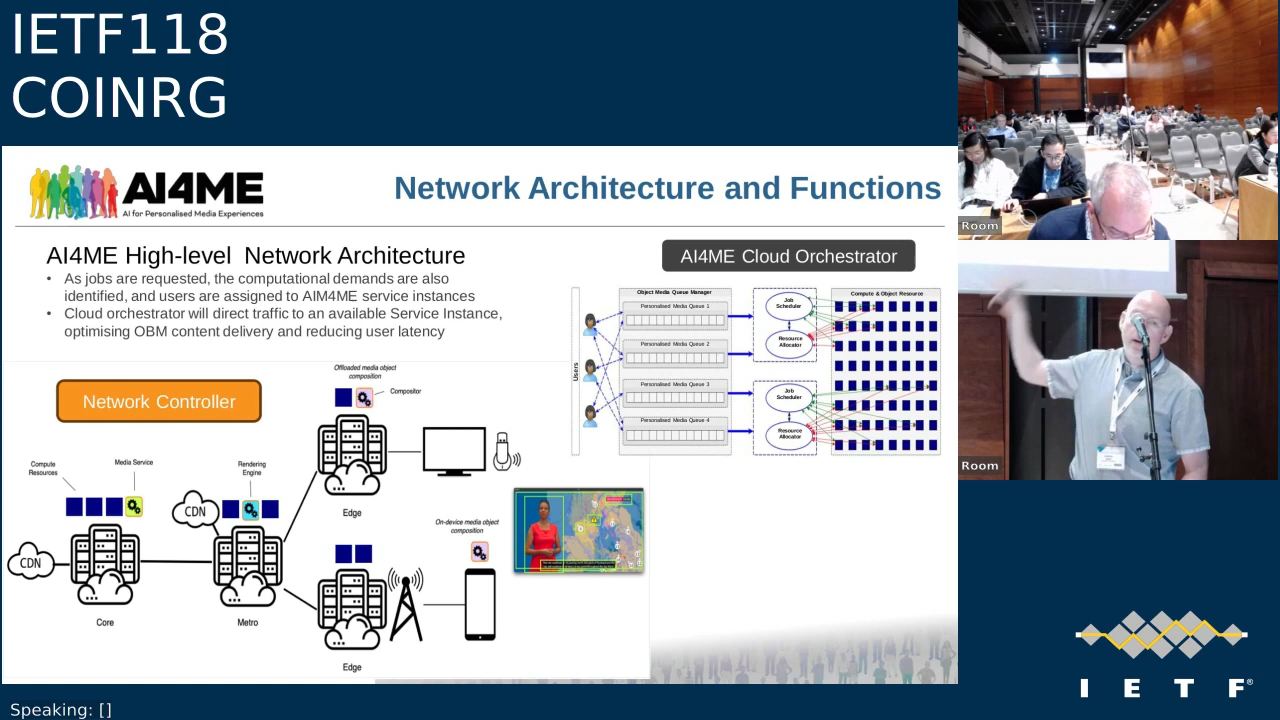 IETF118
COINRG
AI4ME
AI for Personalised Media Experiences
Network Architecture and Functions
AI4ME High-level Network Architecture
• As jobs are requested, the computational demands are also
identified, and users are assigned to AIM4ME service instances
• Cloud orchestrator will direct traffic to an available Service Instance,
optimising OBM content delivery and reducing user latency
AI4ME Cloud Orchestrator
Users
Object Media Queue Manager
Personalised Media Queue 1
Personalised Media Queue 2
Personalised Media Queue 3
Personalised Media Queue 4
Job
Scheduler
Resource
Allocator
Job
Scheduler
Resource
Allocator
Compute & Object Resource
Network Controller
Offloaded media object
composition
Compositor
Compute
Resources
Media Service
Rendering
Engine
CDN
CDN
Core
Metro
Edge
Edge
On-device media object
composition
Room
Room
IETF®
Speaking: []